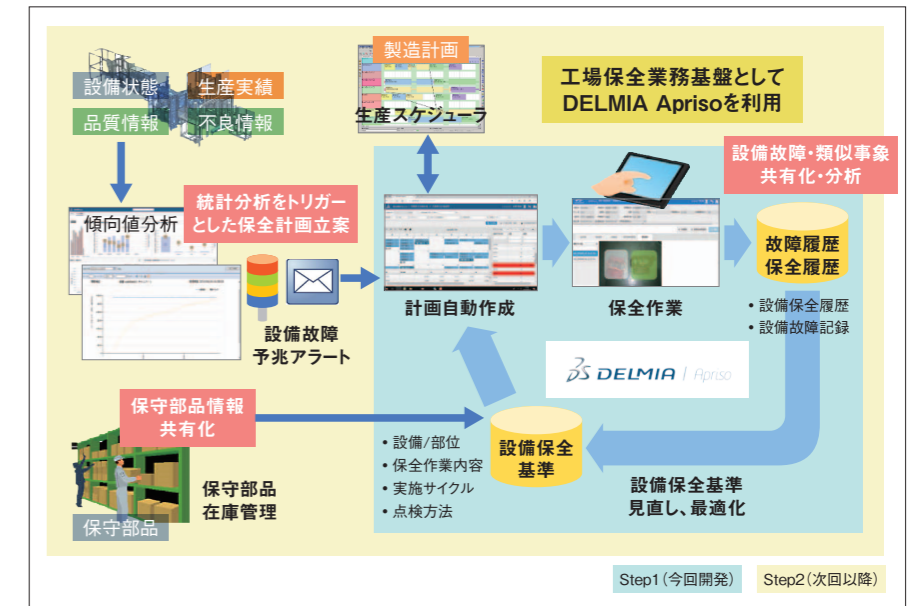 設備状態
生産実績
品質情報
不良情報
製造計画
生産スケジューラ
工場保全業務基盤として
DELMIA Aprisoを利用
設備故障・類似事象
共有化・分析
統計分析をトリガー
とした保全計画立案
傾向値分析
設備故障
予兆アラート
計画自動作成
保全作業
故障履歴
保全履歴
• 設備保全履歴
• 設備故障記録
DELMIA | Apriso
保守部品情報
共有化
保守部品
在庫管理
保守部品
• 設備/部位
• 保全作業内容
• 実施サイクル
• 点検方法
設備保全
基準
設備保全基準
見直し、最適化
Step1(今回開発)
Step2(次回以降)